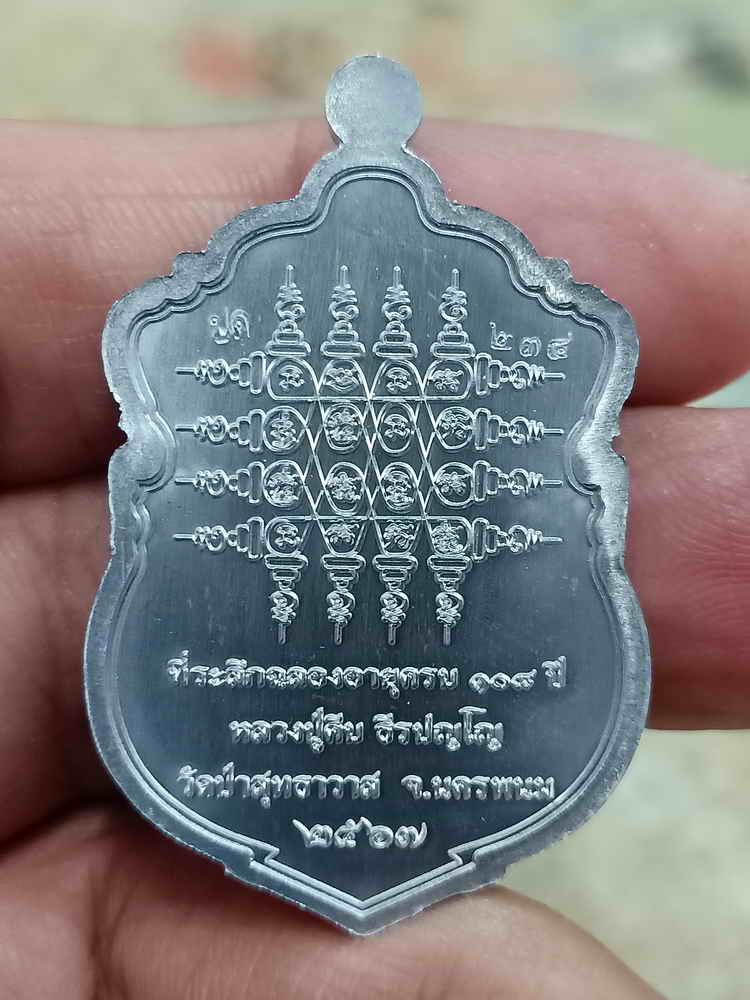 ปูด ๒๓๔
ที่ระลึกฉลองอายุครบ ๑๐๘ ปี
หลวงปู่คีบ ธีรปญฺโญ
วัดป่าสุทธาวาส จ.นครพนม
๒๕๖๗